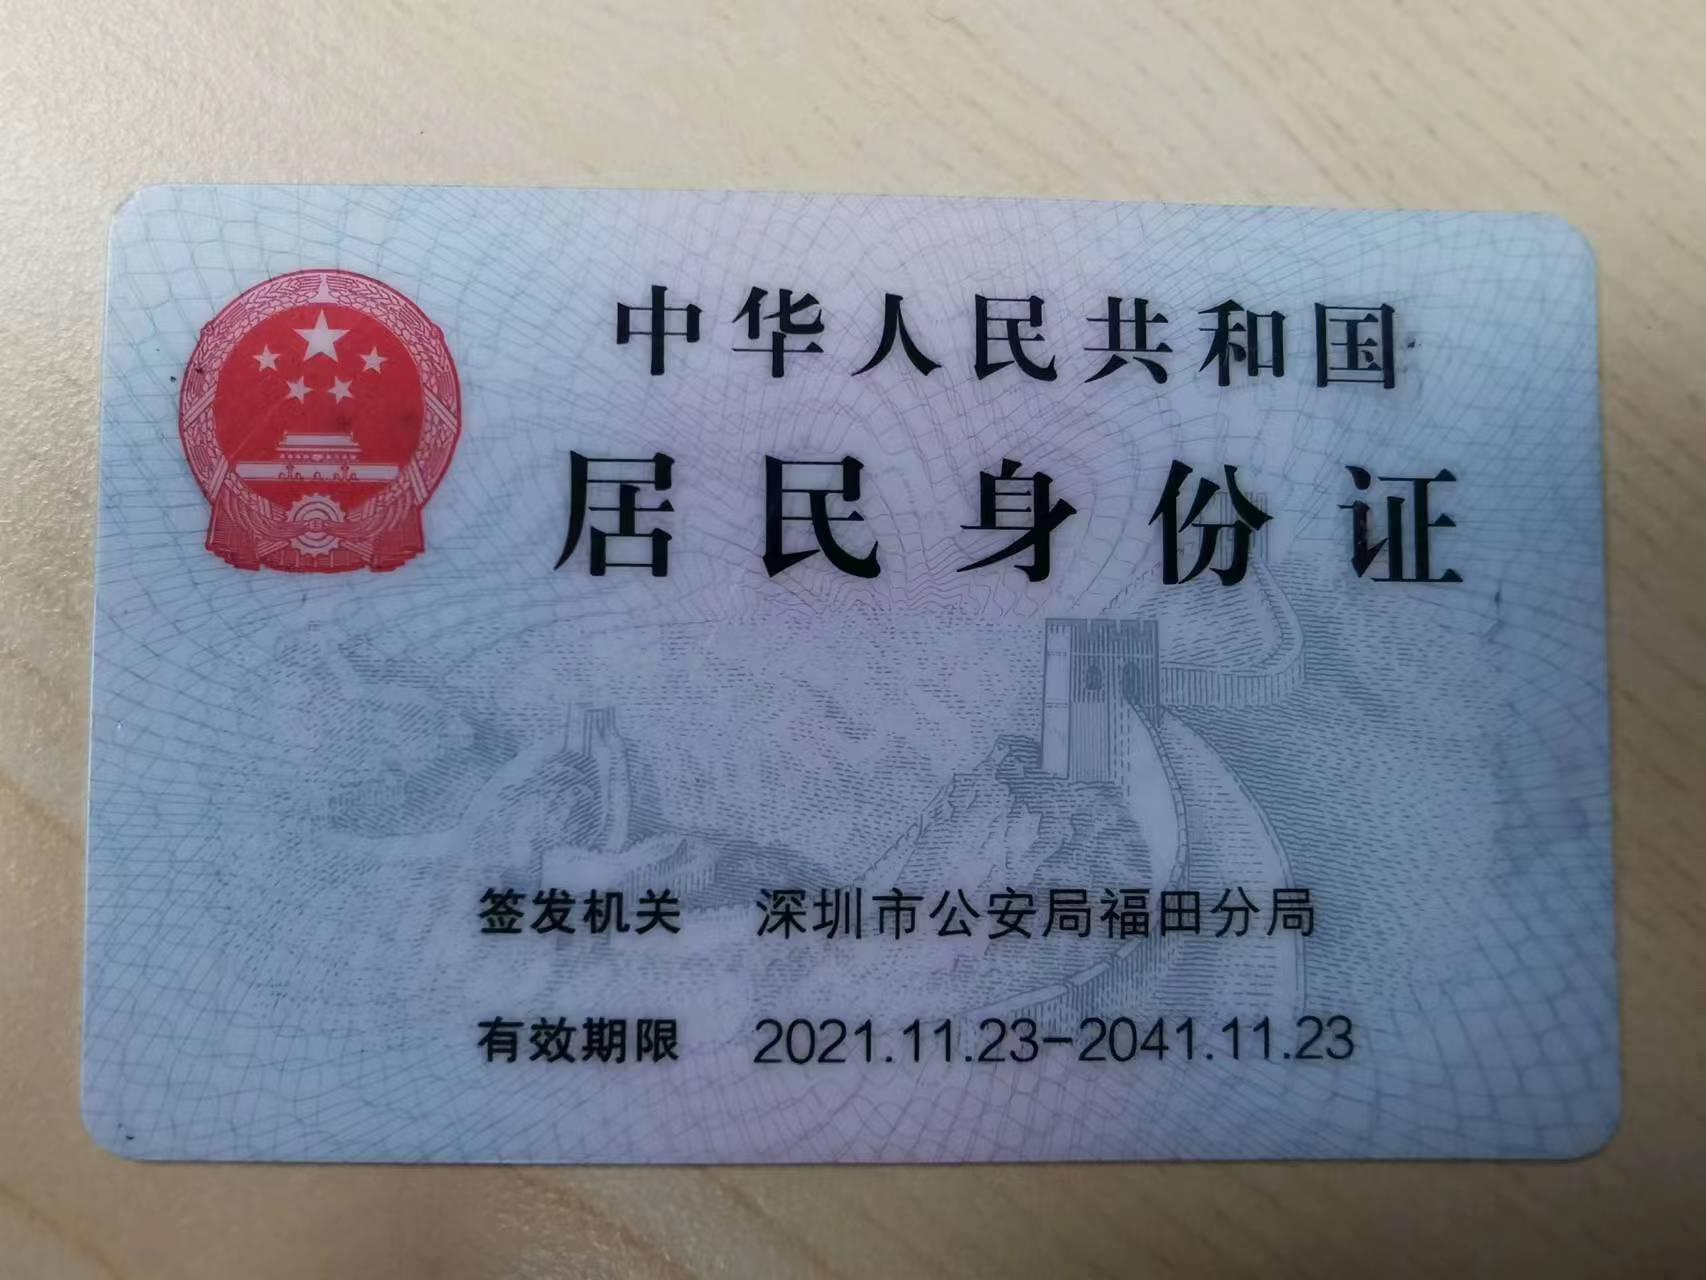 中华人民共和国
居民身份证
签发机关 深圳市公安局福田分局
有效期限 2021.11.23-2041.11.23